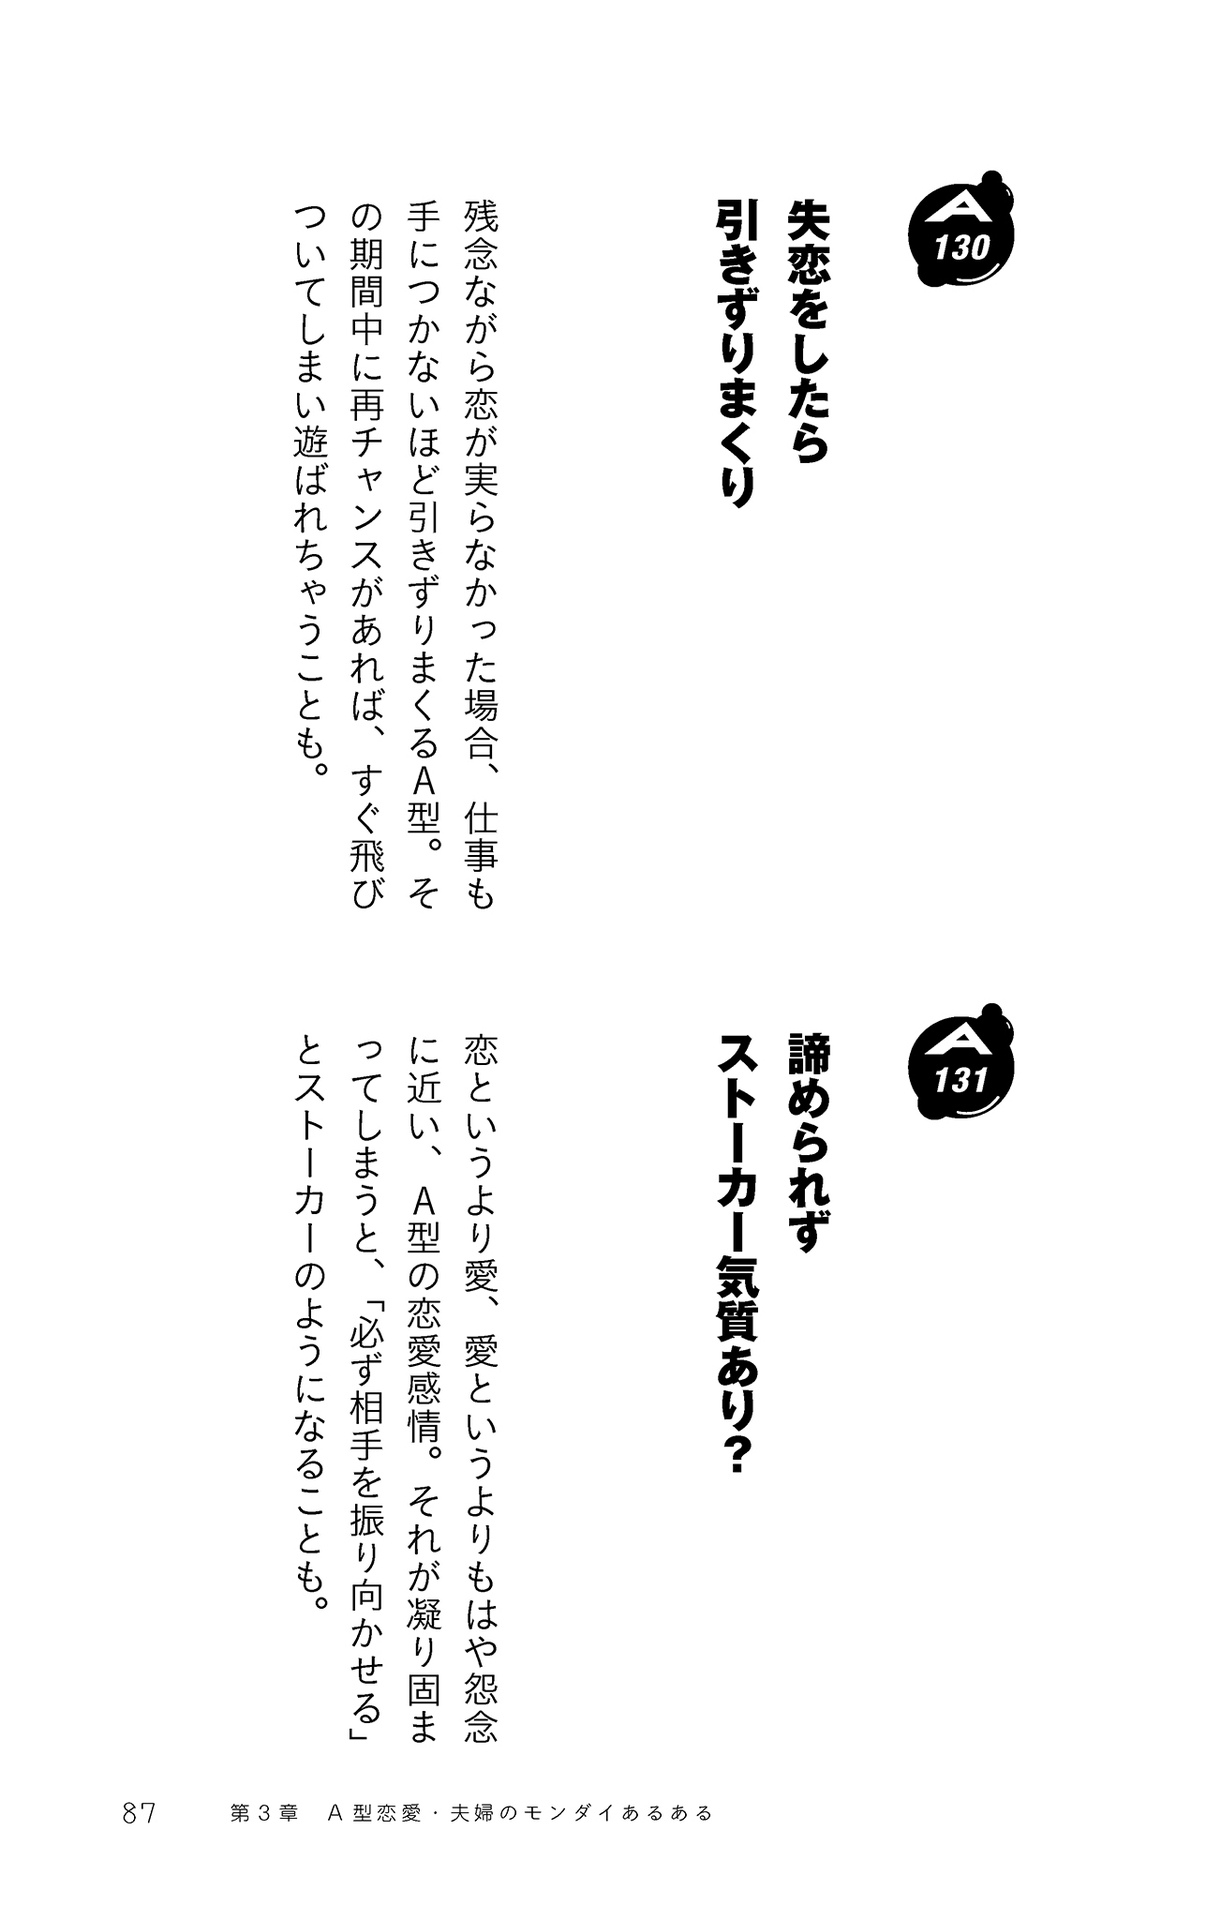 A
130
失恋をしたら
引きずりまくり
残念ながら恋が実らなかった場合、仕事も
手につかないほど引きずりまくるA型。そ
の期間中に再チャンスがあれば、すぐ飛び
ついてしまい遊ばれちゃうことも。
A
131
諦められず
ストーカー気質あり?
恋というより愛、愛というよりもはや怨念
に近い、A型の恋愛感情。それが凝り固ま
ってしまうと、「必ず相手を振り向かせる」
とストーカーのようになることも。
87 第3章 A型恋愛・夫婦のモンダイあるある